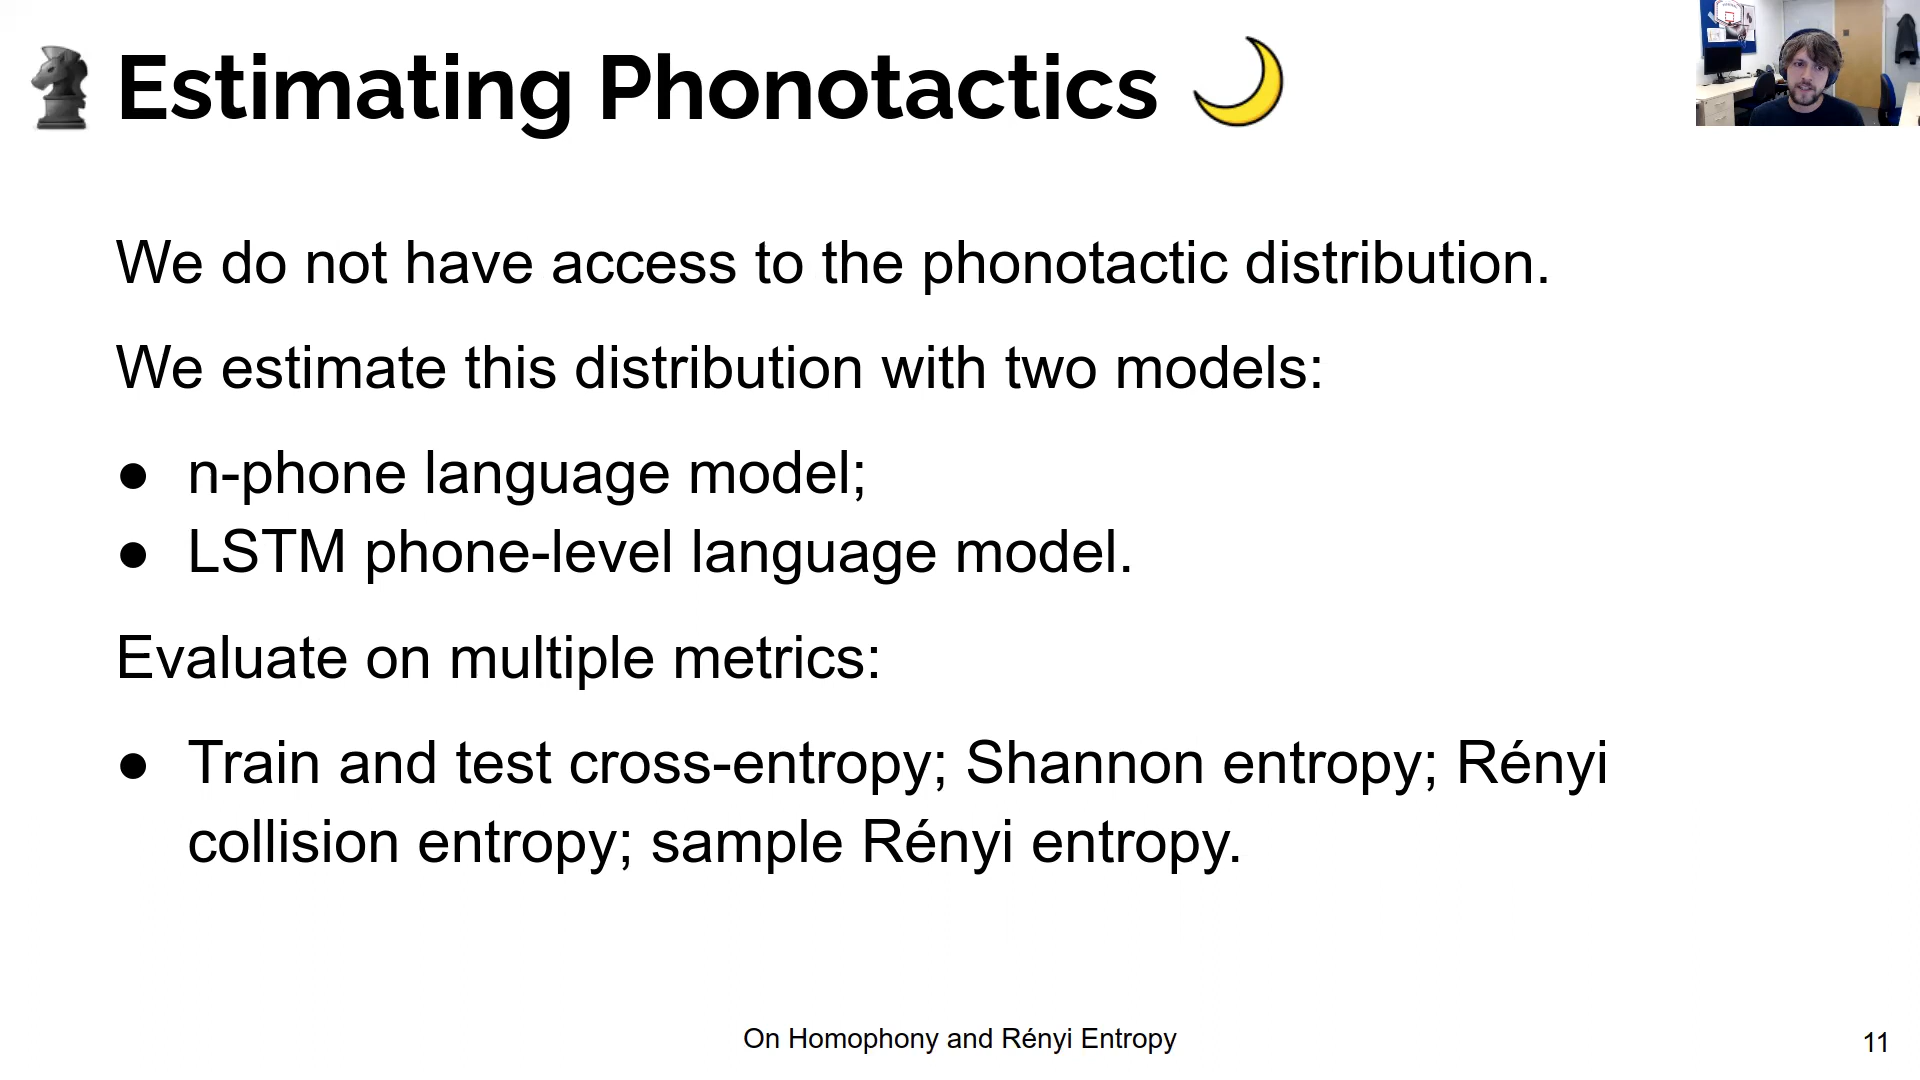 Estimating Phonotactics
We do not have access to the phonotactic distribution.
We estimate this distribution with two models:
● n-phone language model;
● LSTM phone-level language model.
Evaluate on multiple metrics:
● Train and test cross-entropy; Shannon entropy; Rényi
collision entropy; sample Rényi entropy.
On Homophony and Rényi Entropy
11